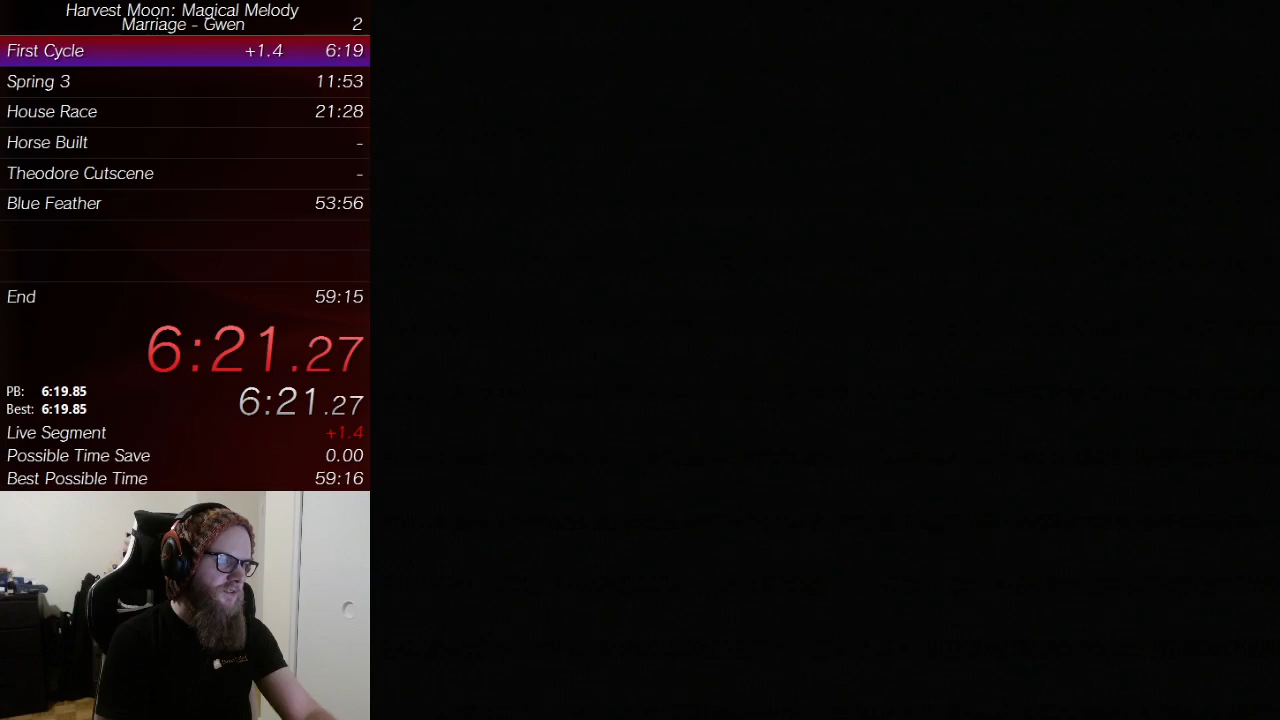 Harvest Moon: Magical Melody
Marriage - Gwen 2
First Cycle +1.4 6:19
Spring 3 11:53
House Race 21:28
Horse Built -
Theodore Cutscene -
Blue Feather 53:56
End 59:15
6:21.27
PB: 6:19.85
Best: 6:19.85
6:21.27
Live Segment +1.4
Possible Time Save 0.00
Best Possible Time 59:16